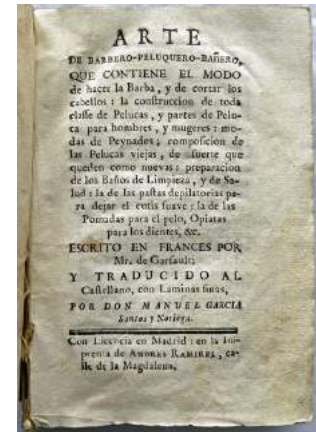 ARTE
DE BARBERO-PELUQUERO-BAÑERO,
QUE CONTIENE EL MODO
de hacer la Barba, y de cortar los
cabellos: la construccion de toda
classe de Pelucas, y partes de Pelu-
ca para hombres, y mugeres: mo-
das de Peynados; composicion de
las Pelucas viejas, de suerte que
queden como nuevas: preparacion
de los Baños de Limpieza, y de Sa-
lud: la de las pastas depilatorias pa-
ra dejar el cutis suave: la de las
Pomadas para el pelo, Opiatas
para los dientes, &c.
ESCRITO EN FRANCES POR
Mr. de Garsault:
Y TRADUCIDO AL
Castellano, con Laminas finas,
POR DON MANUEL GARCIA
Santos y Noriega.
Con Licencia en Madrid: en la Im-
prenta de ANDRES RAMIREZ, ca-
lle de la Magdalena.